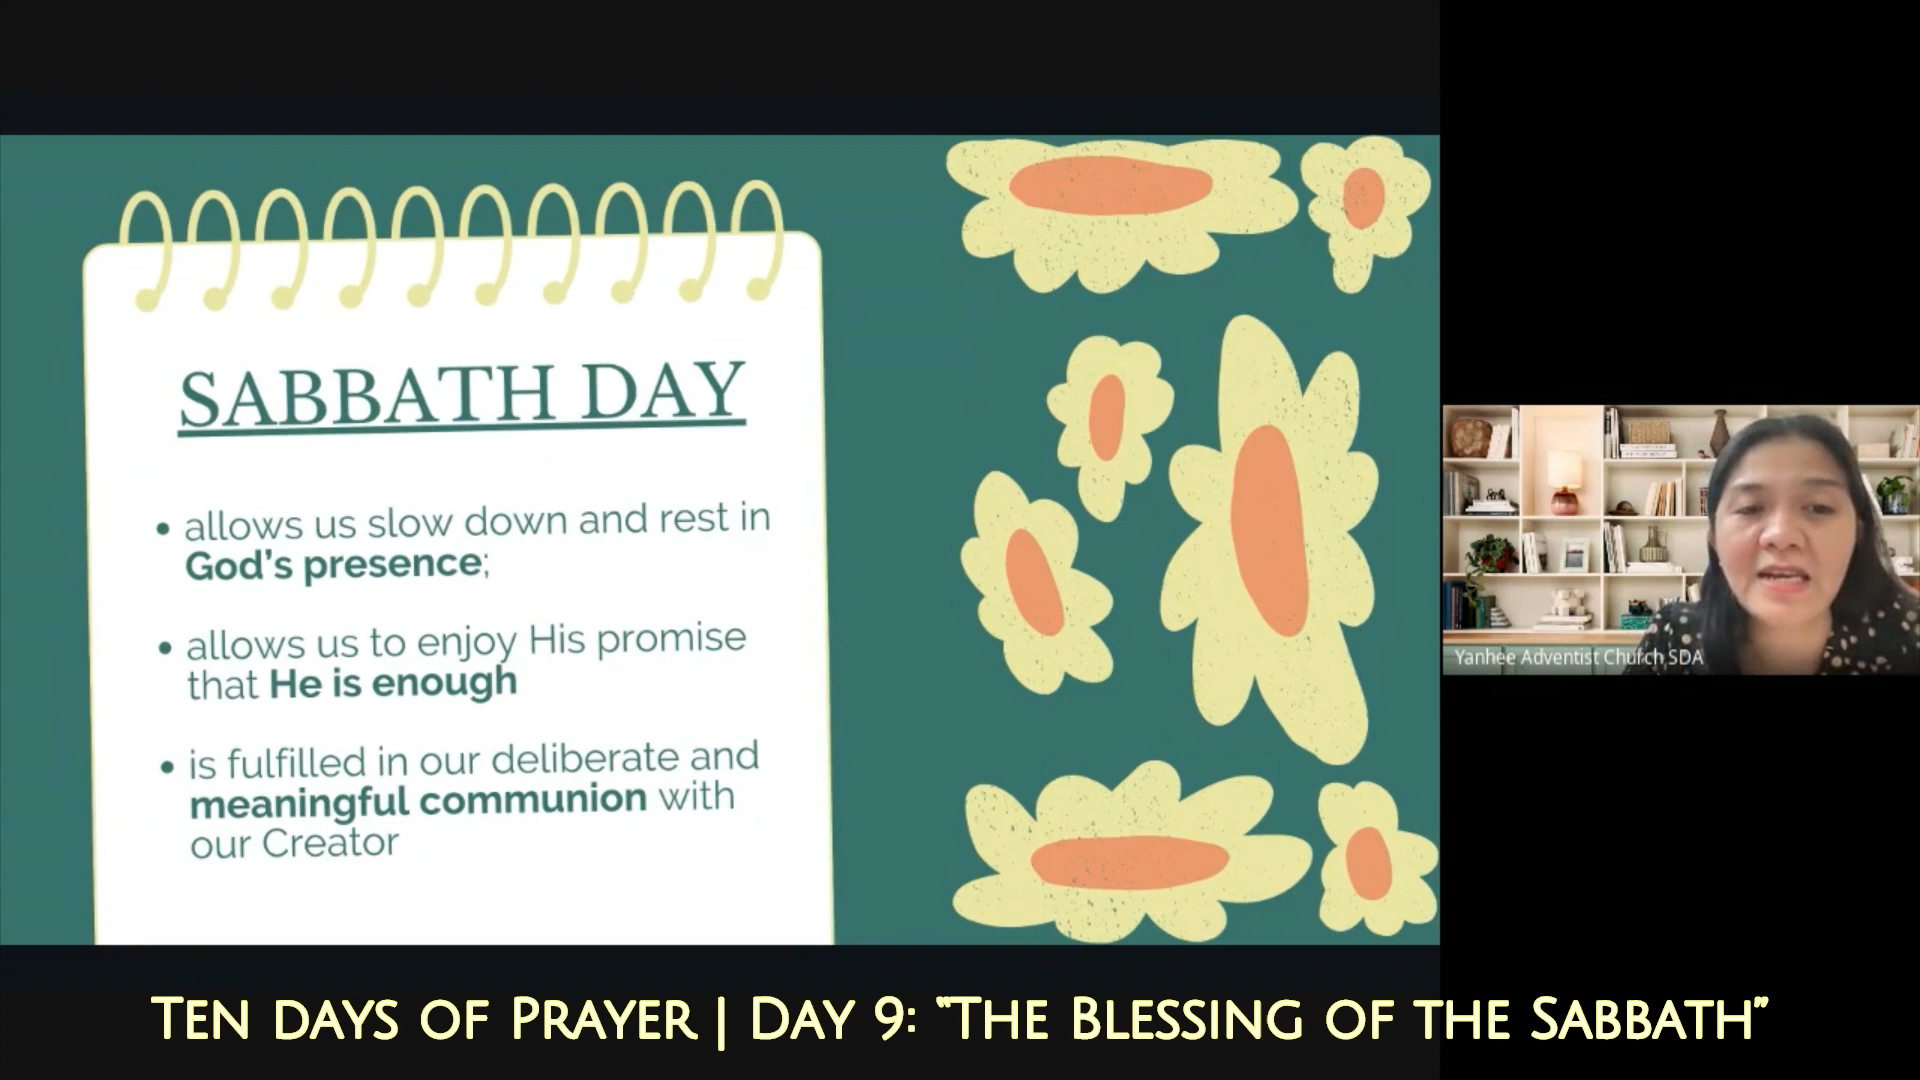 SABBATH DAY
• allows us slow down and rest in
God's presence;
• allows us to enjoy His promise
that He is enough
• is fulfilled in our deliberate and
meaningful communion with
our Creator
Yanhee Adventist Church SDA
Ten days of Prayer | Day 9: "The Blessing of the Sabbath"